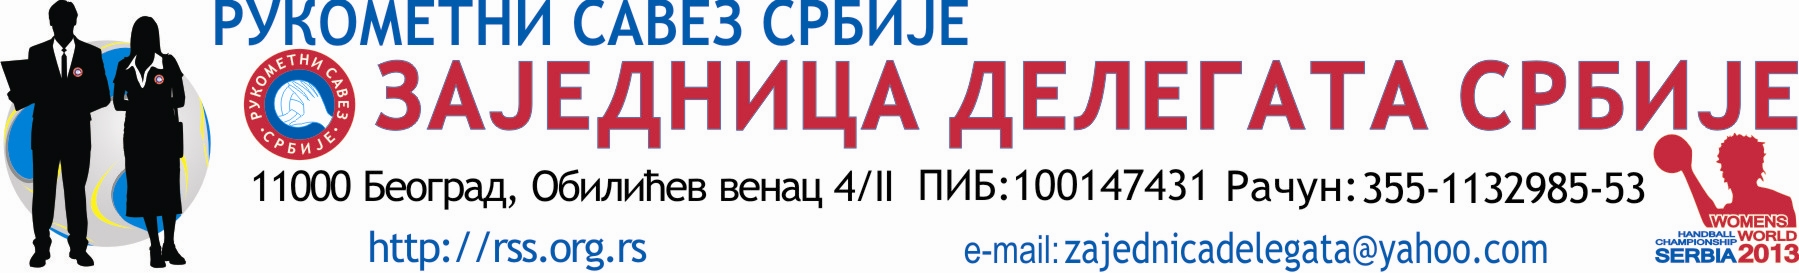 РУКОМЕТНИ САВЕЗ СРБИЈЕ
РУКОМЕТНИ САВЕЗ
• СРБИЈЕ •
ЗАЈЕДНИЦА ДЕЛЕГАТА СРБИЈЕ
11000 Београд, Обилићев венац 4/II ПИБ:100147431 Рачун:355-1132985-53
http://rss.org.rs
e-mail: zajednicadelegata@yahoo.com
WOMENS
HANDBALL WORLD
CHAMPIONSHIP
SERBIA 2013